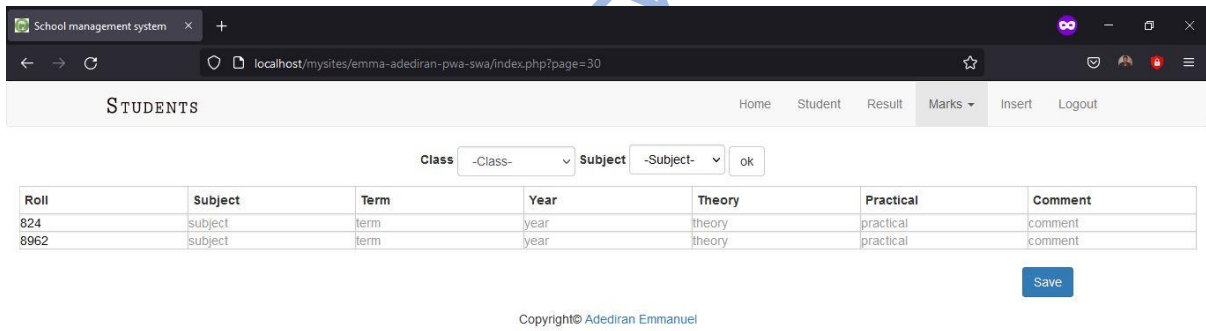 School management system
localhost/mysites/emma-adediran-pwa-swa/index.php?page=30
STUDENTS Home Student Result Marks Insert Logout
Class -Class- Subject -Subject- ok
Roll Subject Term Year Theory Practical Comment
824 subject term year theory practical comment
8962 subject term year theory practical comment
Save
Copyright© Adediran Emmanuel